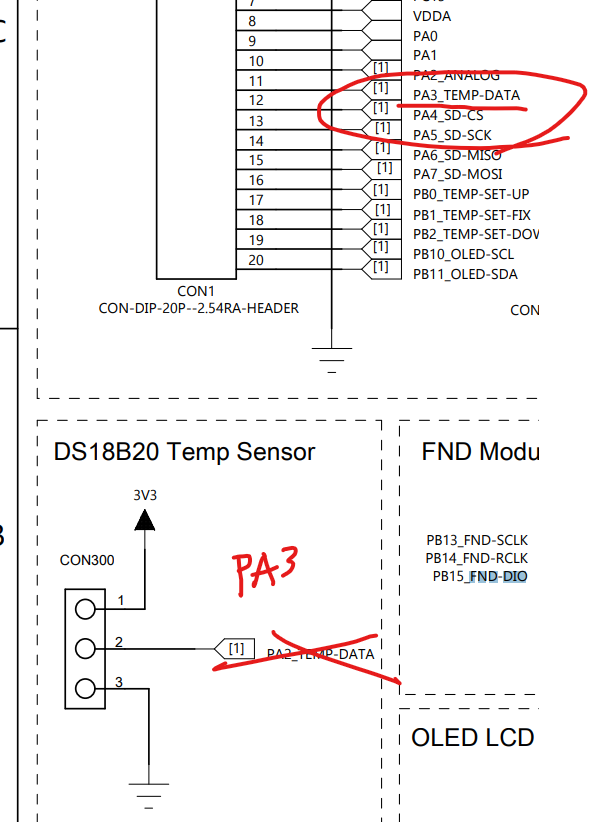 7
8
9
10
11
12
13
14
15
16
17
18
19
20
VDDA
PA0
PA1
[1] PA2_ANALOG
[1] PA3_TEMP-DATA
[1] PA4_SD-CS
[1] PA5_SD-SCK
[1] PA6_SD-MISO
[1] PA7_SD-MOSI
[1] PB0_TEMP-SET-UP
[1] PB1_TEMP-SET-FIX
[1] PB2_TEMP-SET-DOW
[1] PB10_OLED-SCL
[1] PB11_OLED-SDA
CON1
CON-DIP-20P--2.54RA-HEADER
CON
DS18B20 Temp Sensor
3V3
CON300
1
2
3
PA3
[1] PA2_TEMP-DATA
FND Modu
PB13_FND-SCLK
PB14_FND-RCLK
PB15_FND-DIO
OLED LCD